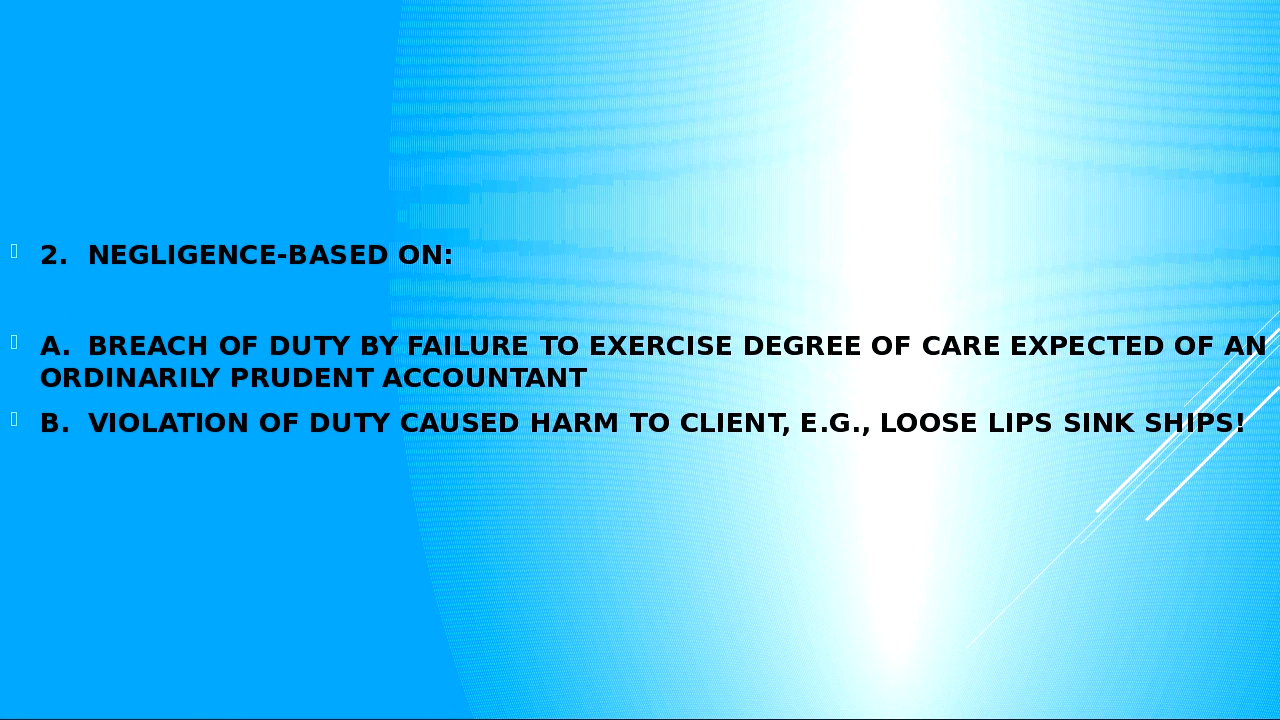 2. NEGLIGENCE-BASED ON:
A. BREACH OF DUTY BY FAILURE TO EXERCISE DEGREE OF CARE EXPECTED OF AN
ORDINARILY PRUDENT ACCOUNTANT
B. VIOLATION OF DUTY CAUSED HARM TO CLIENT, E.G., LOOSE LIPS SINK SHIPS!